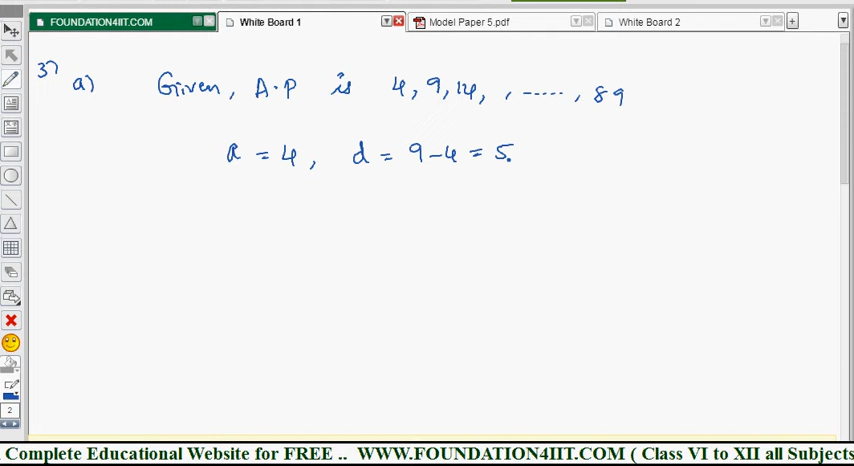 FOUNDATION4IIT.COM White Board 1 Model Paper 5.pdf White Board 2
37
a) Given, A.P is 4, 9, 14, , ....., 89
a = 4, d = 9-4 = 5.
2
Complete Educational Website for FREE .. WWW.FOUNDATION4IIT.COM ( Class VI to XII all Subjects